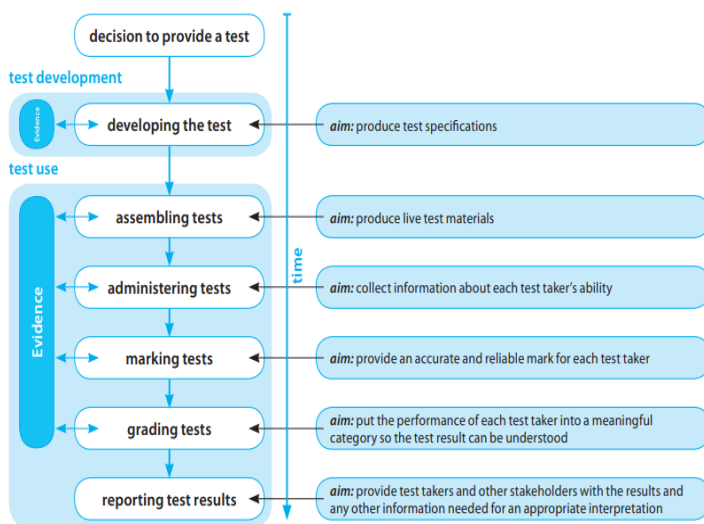 decision to provide a test
test development
Evidence
developing the test
aim: produce test specifications
test use
Evidence
time
assembling tests
aim: produce live test materials
administering tests
aim: collect information about each test taker's ability
marking tests
aim: provide an accurate and reliable mark for each test taker
grading tests
aim: put the performance of each test taker into a meaningful
category so the test result can be understood
reporting test results
aim: provide test takers and other stakeholders with the results and
any other information needed for an appropriate interpretation